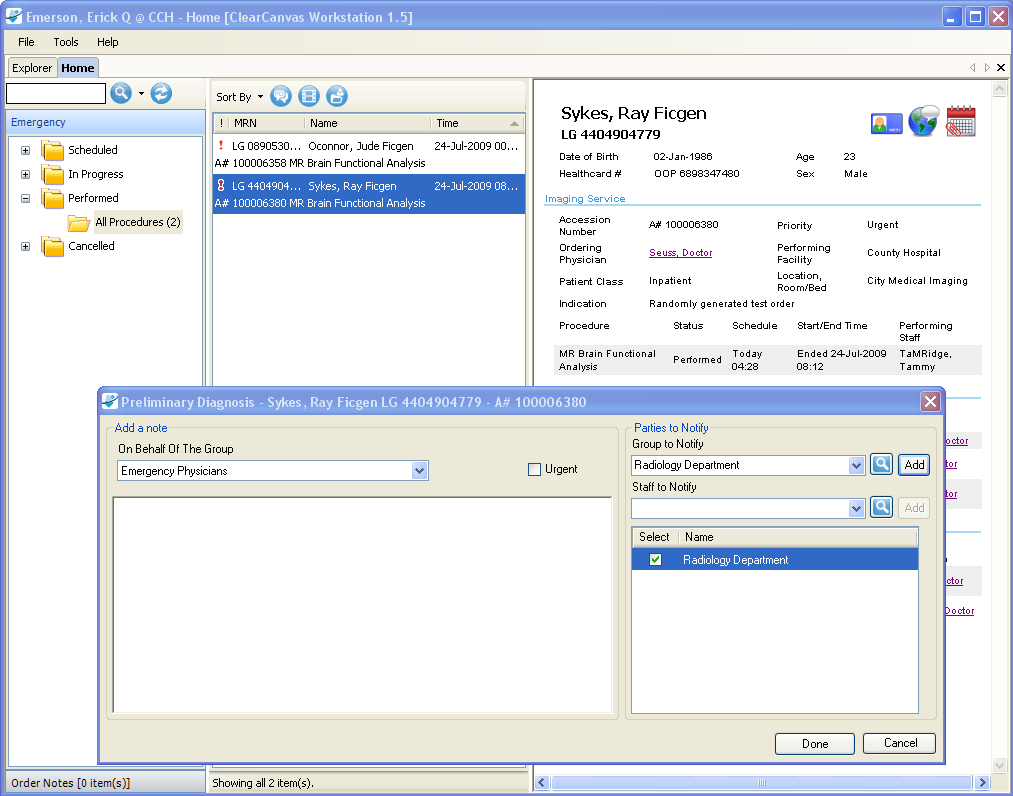 Emerson, Erick Q @ CCH - Home [ClearCanvas Workstation 1.5]
File Tools Help
Explorer Home
Emergency
Scheduled
In Progress
Performed
All Procedures (2)
Cancelled
Order Notes [0 item(s)]
Sort By
! MRN Name Time
! LG 0890530... Oconnor, Jude Ficgen 24-Jul-2009 00...
A# 100006358 MR Brain Functional Analysis
LG 4404904... Sykes, Ray Ficgen 24-Jul-2009 08...
A# 100006380 MR Brain Functional Analysis
Showing all 2 item(s).
Sykes, Ray Ficgen
LG 4404904779
Date of Birth 02-Jan-1986 Age 23
Healthcard # OOP 6898347480 Sex Male
Imaging Service
Accession Number A# 100006380 Priority Urgent
Ordering Physician Seuss, Doctor Performing Facility County Hospital
Patient Class Inpatient Location, Room/Bed City Medical Imaging
Indication Randomly generated test order
Procedure Status Schedule Start/End Time Performing Staff
MR Brain Functional Analysis Performed Today 04:28 Ended 24-Jul-2009 08:12 TaMRidge, Tammy
octor
tor
tor
ctor
Doctor
Preliminary Diagnosis - Sykes, Ray Ficgen LG 4404904779 - A# 100006380
Add a note
On Behalf Of The Group
Emergency Physicians
Urgent
Parties to Notify
Group to Notify
Radiology Department Add
Staff to Notify
Add
Select Name
Radiology Department
Done Cancel